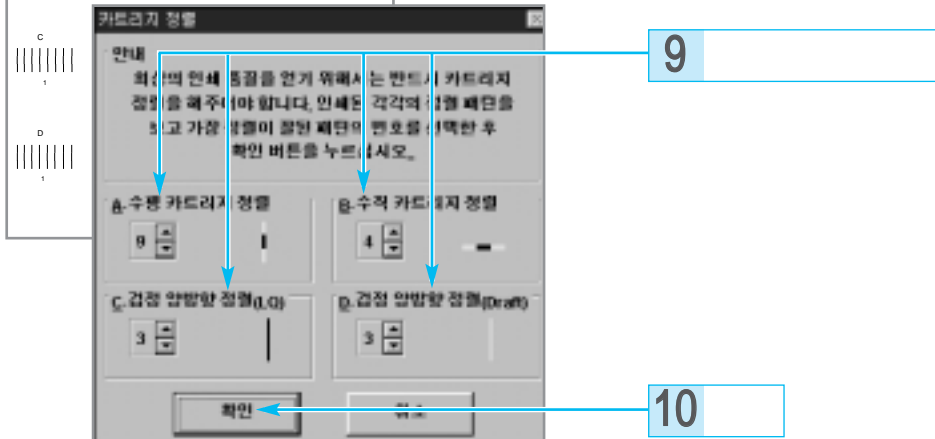 C
1
D
1
카트리지 정렬
안내
최상의 인쇄 품질을 얻기 위해서는 반드시 카트리지
정렬을 해주어야 합니다. 인쇄된 각각의 정렬 패턴을
보고 가장 정렬이 잘된 패턴의 번호를 선택한 후
확인 버튼을 누르십시오.
A.수평 카트리지 정렬
B.수직 카트리지 정렬
9
4
C.검정 양방향 정렬(LQ)
D.검정 양방향 정렬(Draft)
3
3
확인
취소
9
10